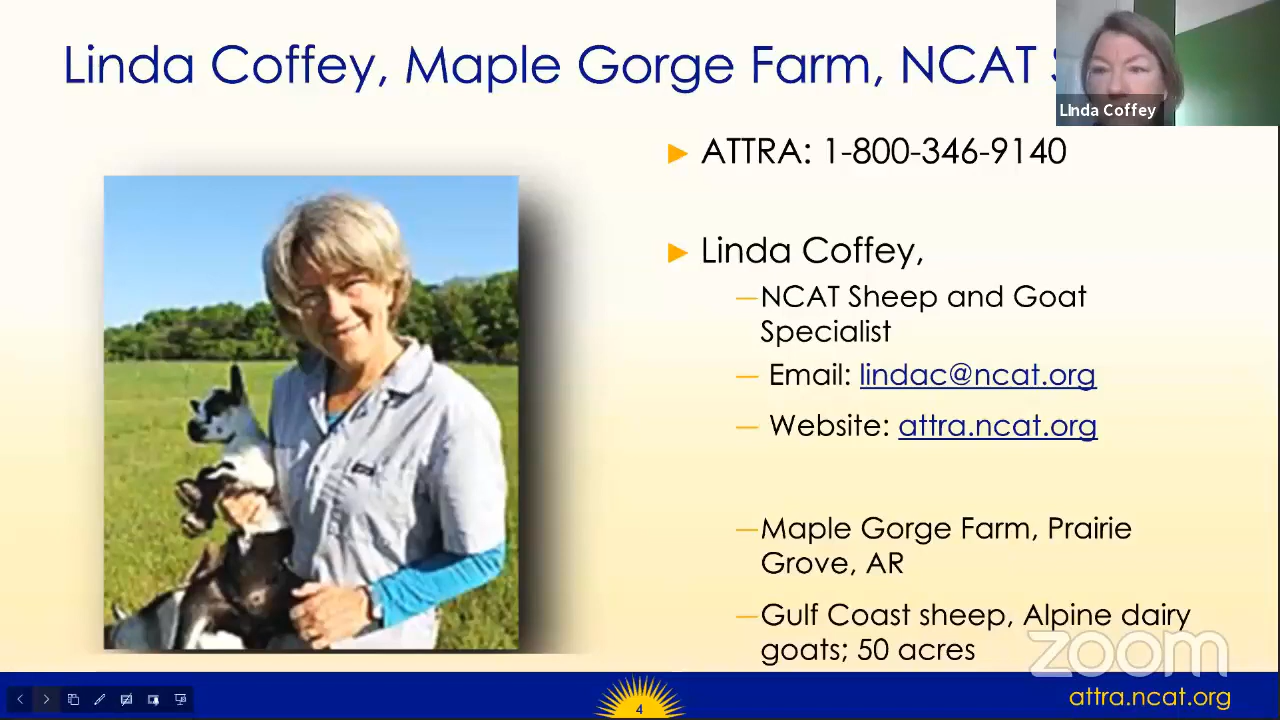 Linda Coffey, Maple Gorge Farm, NCAT
Linda Coffey
► ATTRA: 1-800-346-9140
► Linda Coffey,
—NCAT Sheep and Goat
Specialist
— Email: lindac@ncat.org
— Website: attra.ncat.org
—Maple Gorge Farm, Prairie
Grove, AR
—Gulf Coast sheep, Alpine dairy
goats; 50 acres
zoom
4
attra.ncat.org